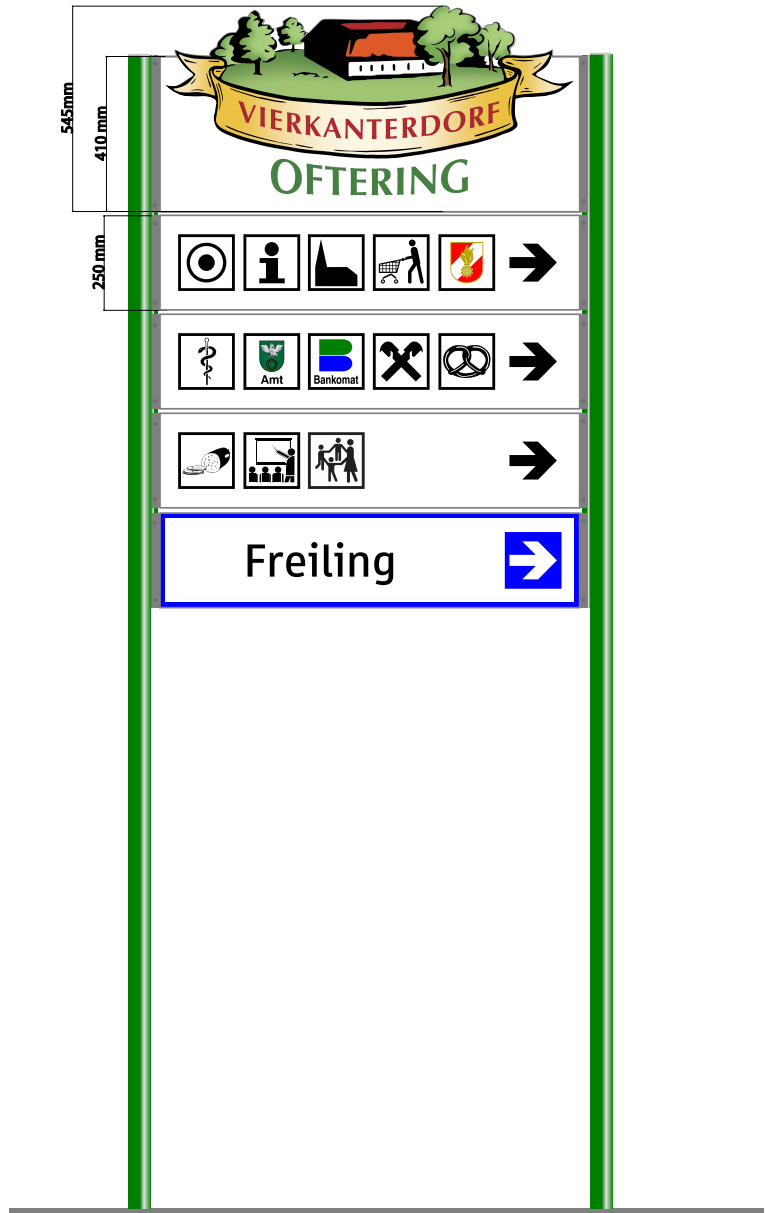 545mm
410 mm
VIERKANTERDORF
OFTERING
250 mm
Amt
Bankomat
Freiling